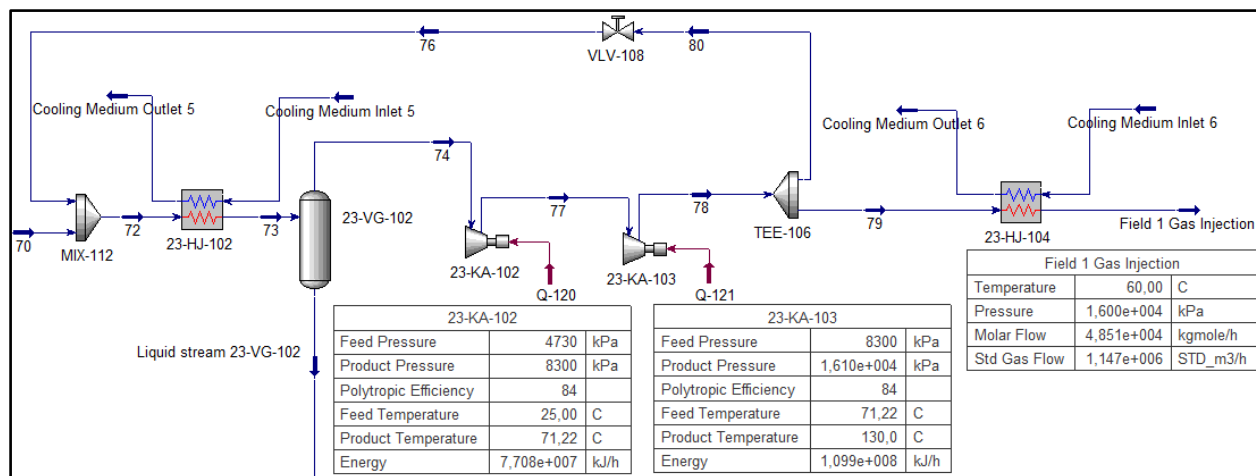 76
VLV-108
80
Cooling Medium Outlet 5
Cooling Medium Inlet 5
Cooling Medium Outlet 6
Cooling Medium Inlet 6
74
77
78
70
MIX-112
72
23-HJ-102
73
23-VG-102
23-KA-102
Q-120
23-KA-103
Q-121
TEE-106
79
23-HJ-104
Field 1 Gas Injection
Liquid stream 23-VG-102
23-KA-102
Feed Pressure 4730 kPa
Product Pressure 8300 kPa
Polytropic Efficiency 84
Feed Temperature 25,00 C
Product Temperature 71,22 C
Energy 7,708e+007 kJ/h
23-KA-103
Feed Pressure 8300 kPa
Product Pressure 1,610e+004 kPa
Polytropic Efficiency 84
Feed Temperature 71,22 C
Product Temperature 130,0 C
Energy 1,099e+008 kJ/h
Field 1 Gas Injection
Temperature 60,00 C
Pressure 1,600e+004 kPa
Molar Flow 4,851e+004 kgmole/h
Std Gas Flow 1,147e+006 STD_m3/h